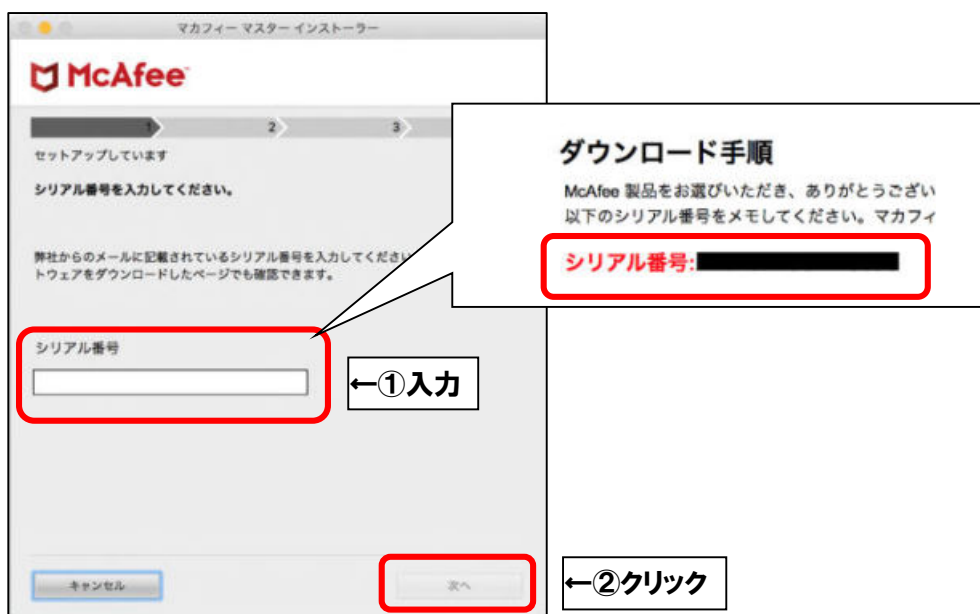 マカフィー マスター インストーラー
McAfee
1
2
3
セットアップしています
シリアル番号を入力してください。
弊社からのメールに記載されているシリアル番号を入力してください
トウェアをダウンロードしたページでも確認できます。
シリアル番号
←①入力
キャンセル
次へ
←②クリック
ダウンロード手順
McAfee 製品をお選びいただき、ありがとうござい
以下のシリアル番号をメモしてください。マカフィ
シリアル番号: